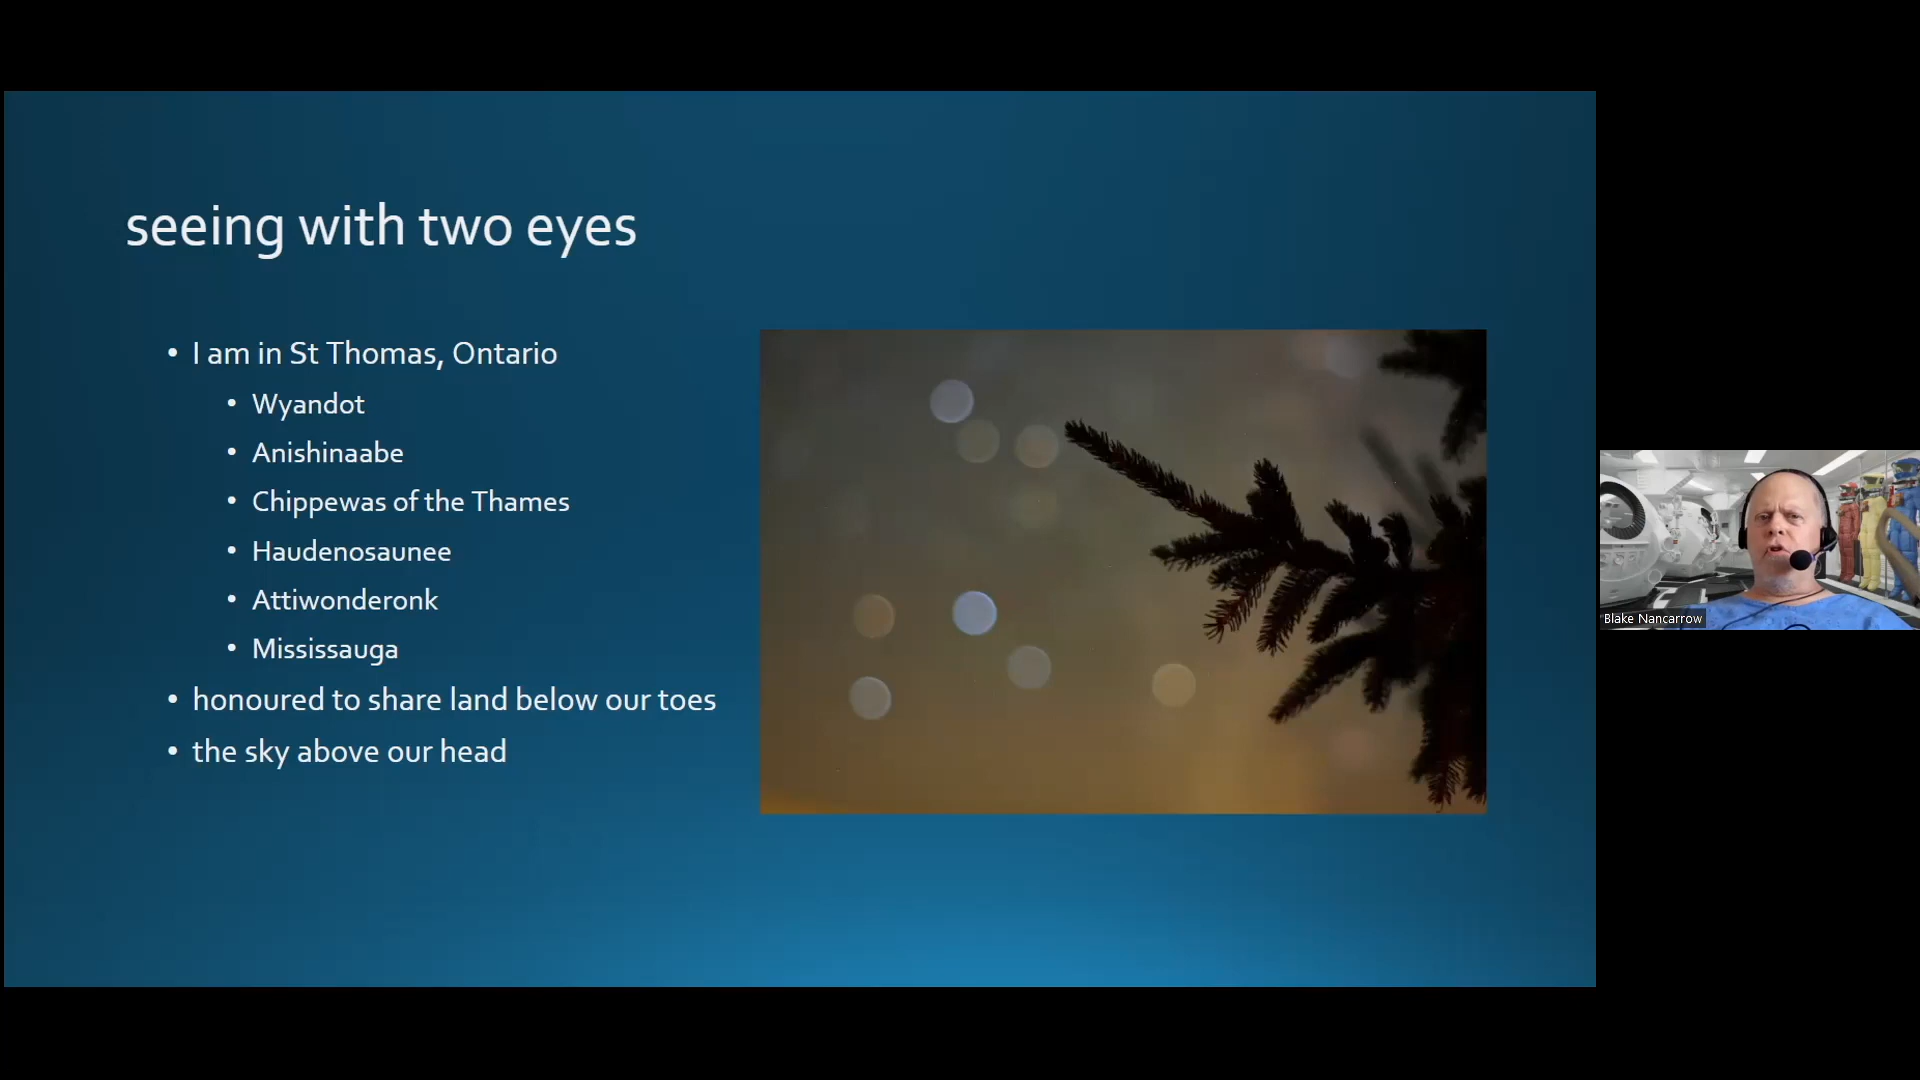 seeing with two eyes
• I am in St Thomas, Ontario
• Wyandot
• Anishinaabe
• Chippewas of the Thames
• Haudenosaunee
• Attiwonderonk
• Mississauga
• honoured to share land below our toes
• the sky above our head
Blake Nancarrow